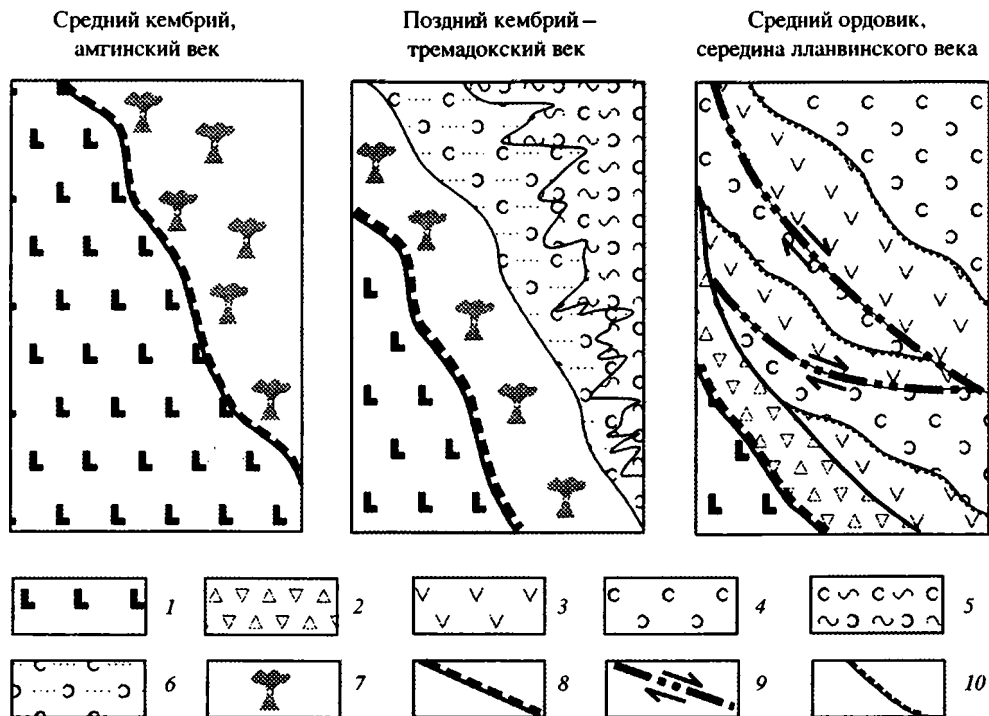 Средний кембрий,
амгинский век
Поздний кембрий –
тремадокский век
Средний ордовик,
середина лланвинского века
1
2
3
4
5
6
7
8
9
10